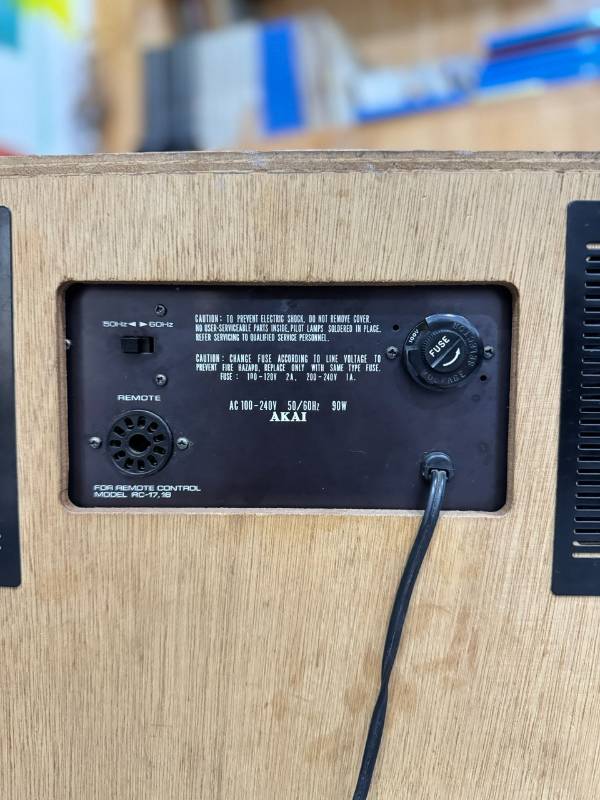 50Hz◄ ►60Hz
REMOTE
FOR REMOTE CONTROL
MODEL RC-17,18
CAUTION: TO PREVENT ELECTRIC SHOCK, DO NOT REMOVE COVER.
NO USER-SERVICEABLE PARTS INSIDE, PILOT LAMPS SOLDERED IN PLACE.
REFER SERVICING TO QUALIFIED SERVICE PERSONNEL.
CAUTION: CHANGE FUSE ACCORDING TO LINE VOLTAGE TO
PREVENT FIRE HAZARD, REPLACE ONLY WITH SAME TYPE FUSE.
FUSE: 100-120V 2A, 200-240V 1A.
AC 100-240V 50/60Hz 90W
AKAI
100V
FUSE
VOLTAGE